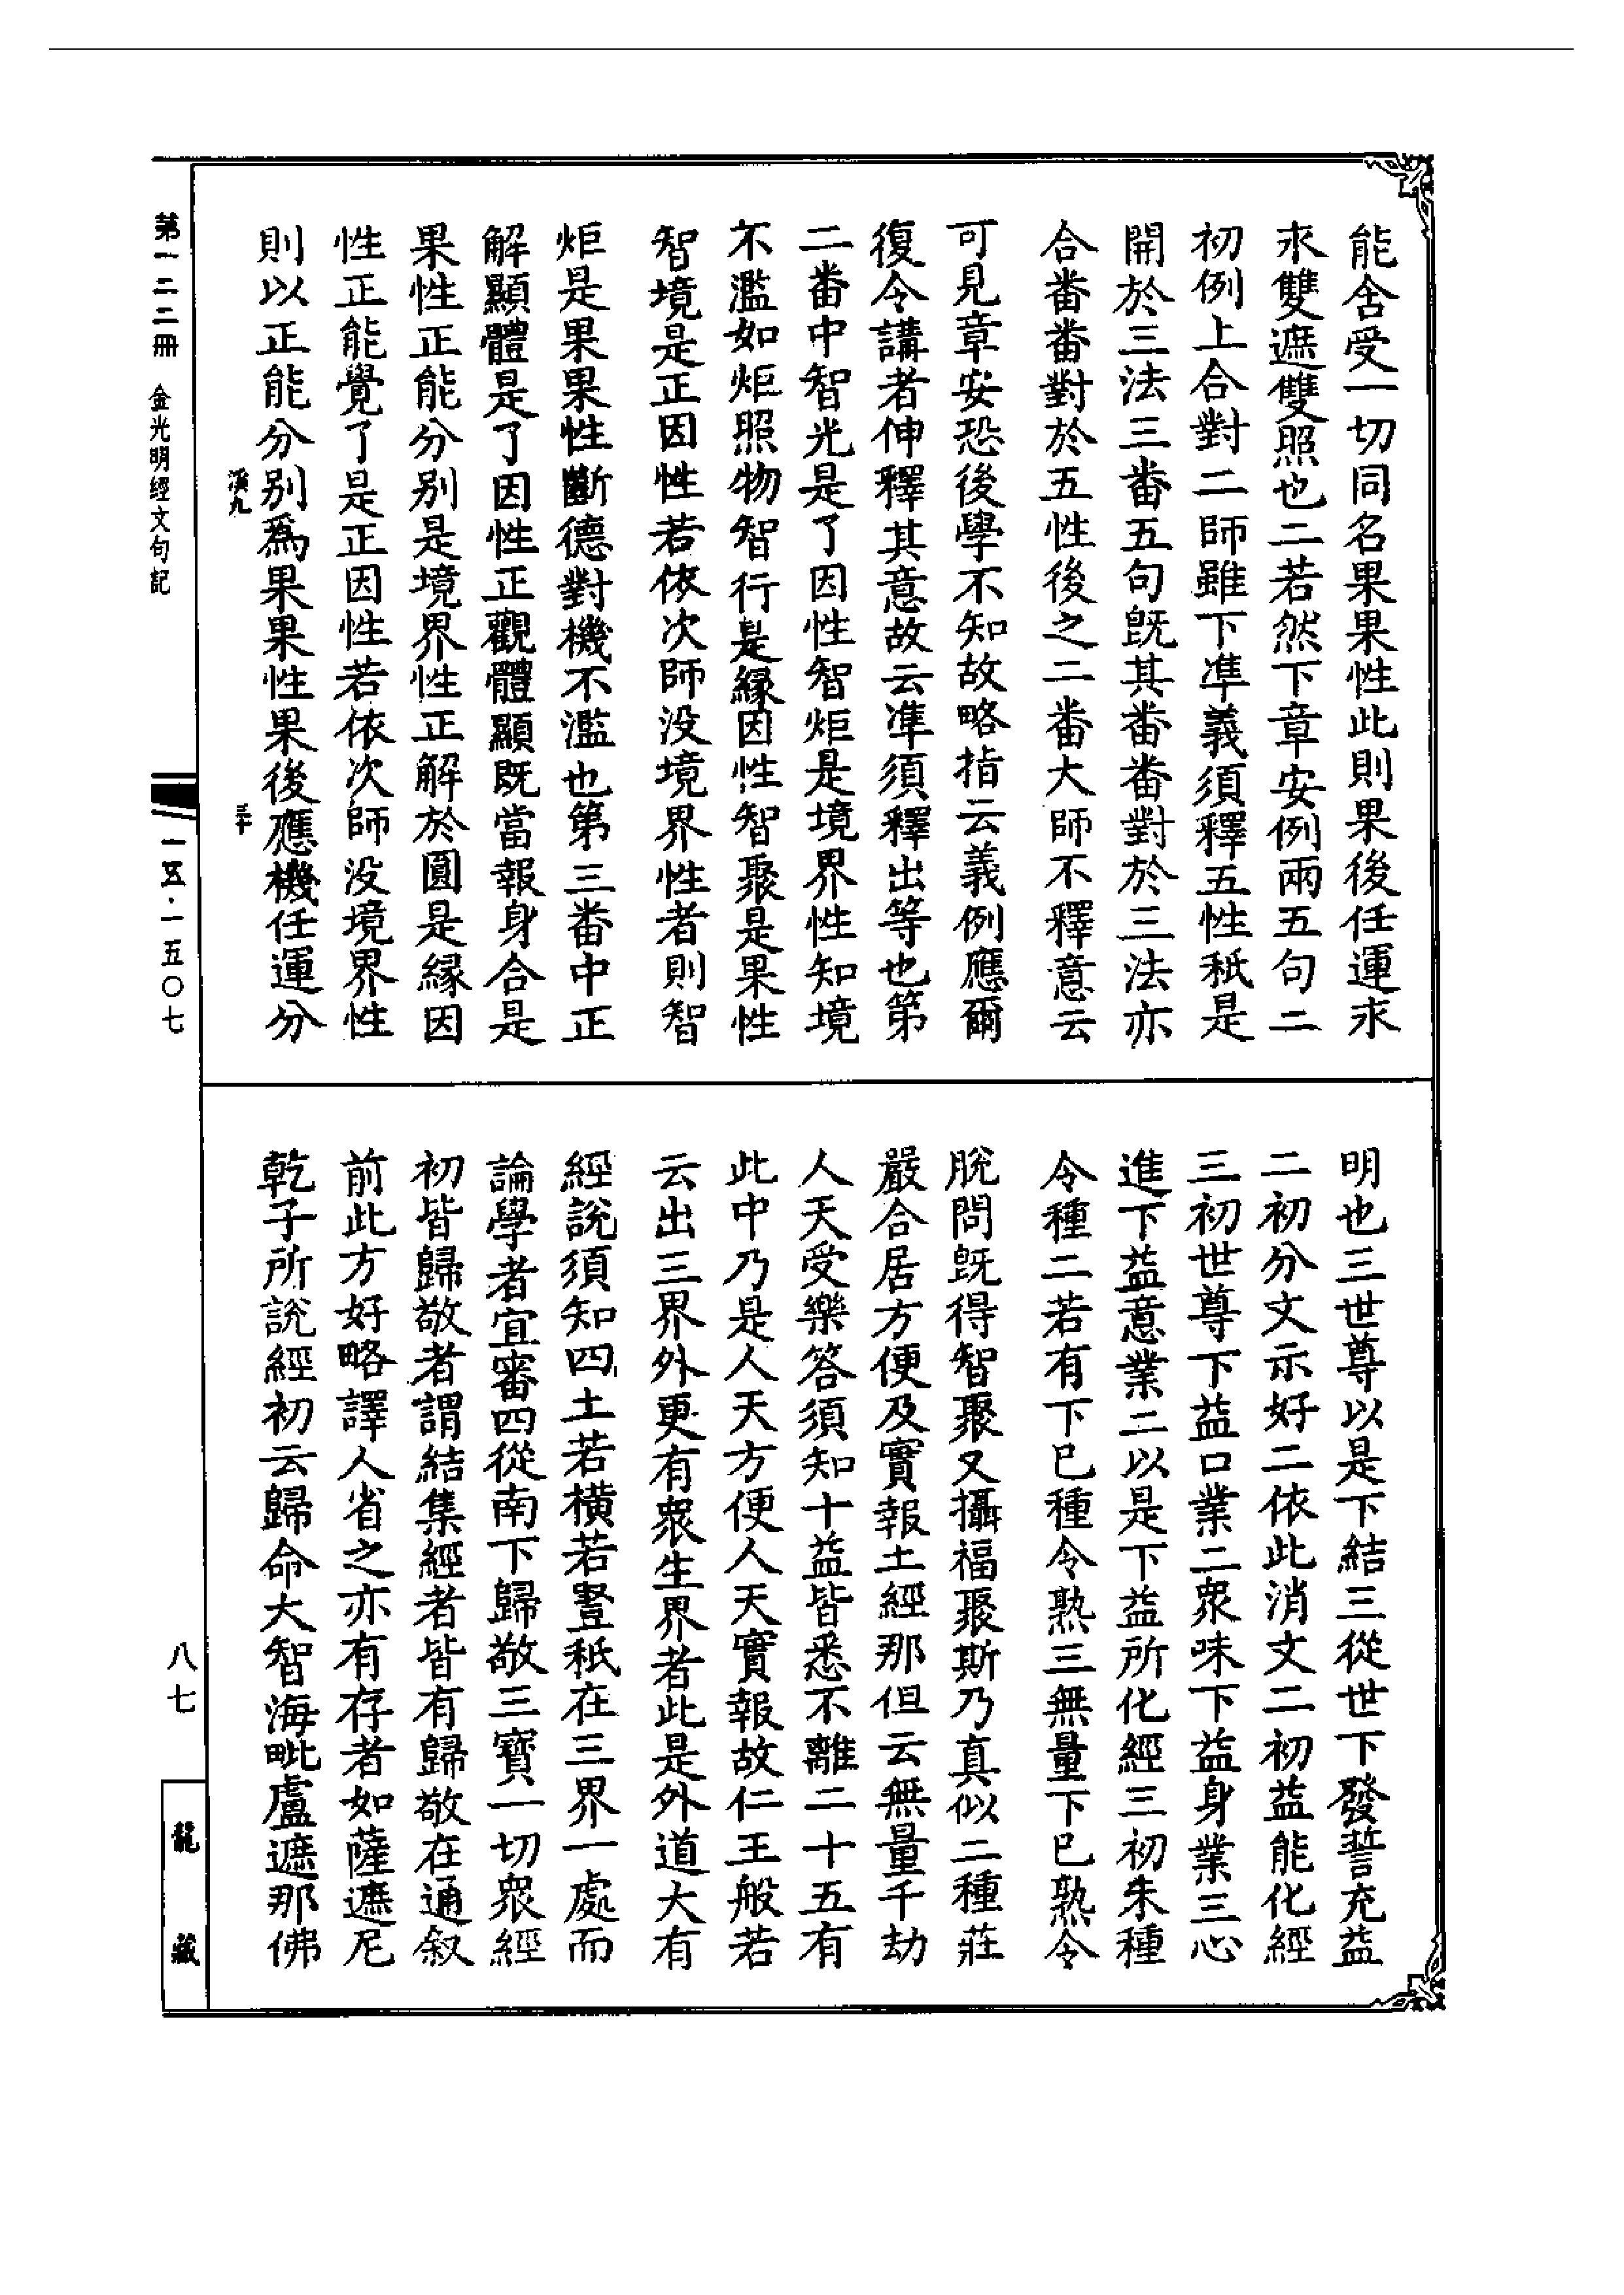 能舍受一切同名果果性此則果後任運求
求雙遮雙照也二若然下章安例兩五句二
初例上合對二師雖下準義須釋五性秖是
開於三法三番五句既其番番對於三法亦
合番番對於五性後之二番大師不釋意云
可見章安恐後學不知故略指云義例應爾
復令講者伸釋其意故云準須釋出等也第
二番中智光是了因性智炬是境界性知境
不濫如炬照物智行是緣因性智聚是果性
智境是正因性若依次師没境界性者則智
炬是果果性斷德對機不濫也第三番中正
解顯體是了因性正觀體顯既當報身合是
果性正能分别是境界性正解於圓是緣因
性正能覺了是正因性若依次師没境界性
則以正能分别為果果性果後應機任運分
明也三世尊以是下結三從世下發誓充益
二初分文示好二依此消文二初益能化經
三初世尊下益口業二衆味下益身業三心
進下益意業二以是下益所化經三初朱種
令種二若有下巳種令熟三無量下巳熟令
脫問既得智聚又攝福聚斯乃真似二種莊
嚴合居方便及實報土經那但云無量千劫
人天受樂答須知十益皆悉不離二十五有
此中乃是人天方便人天實報故仁王般若
云出三界外更有衆生界者此是外道大有
經說須知四土若橫若豎秖在三界一處而
論學者宜審四從南下歸敬三寶一切衆經
初皆歸敬者謂結集經者皆有歸敬在通叙
前此方好略譯人省之亦有存者如薩遮尼
乾子所說經初云歸命大智海毗盧遮那佛
溪九
三十
第一二二冊 金光明經文句記
一五·一五〇七
八七
龍藏